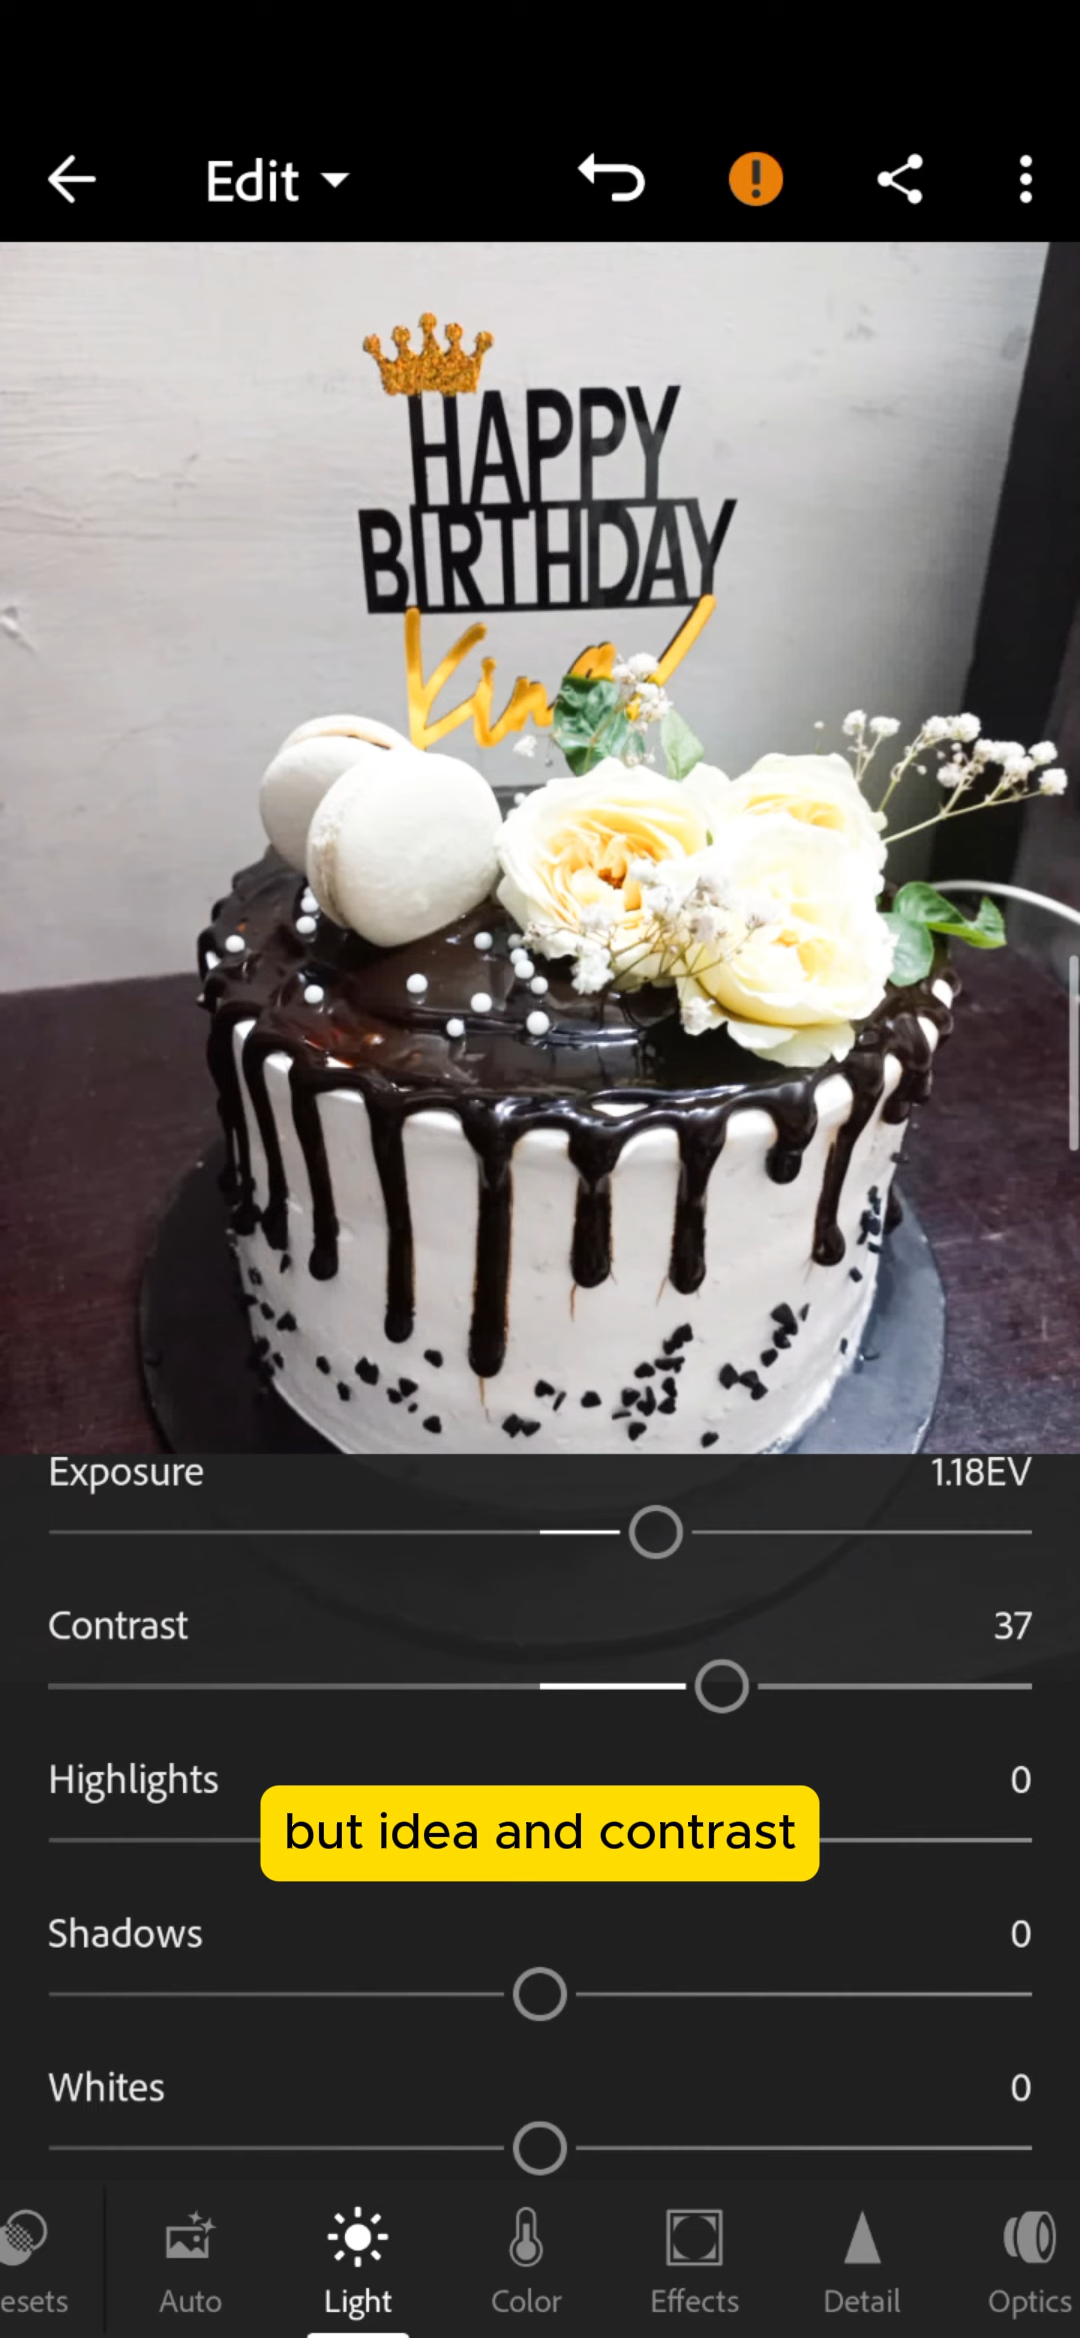 Edit
HAPPY
BIRTHDAY
Exposure 1.18EV
Contrast 37
Highlights 0
but idea and contrast
Shadows 0
Whites 0
esets Auto Light Color Effects Detail Optics